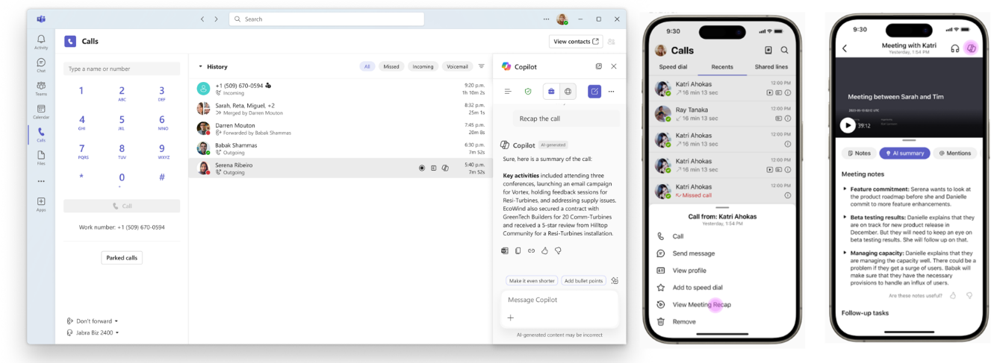 Search
Activity
Chat
Teams
Calendar
Calls
Files
Apps
Calls
View contacts
Type a name or number
1
2
3
ABC
DEF
4
5
6
GHI
JKL
MNO
7
8
9
PQRS
TUV
WXYZ
*
0
#
Call
Work number: +1 (509) 670-0594
Parked calls
Don't forward
Jabra Biz 2400
History
All
Missed
Incoming
Voicemail
+1 (509) 670-0594
9:20 p.m.
Incoming
1h 10m 2s
Sarah, Reta, Miguel, +2
8:32 p.m.
Merged by Darren Mouton
25m 1s
Darren Mouton
7:45 p.m.
Forwarded by Babak Shammas
20m 8s
Babak Shammas
6:30 p.m.
Outgoing
7m 52s
Serena Ribeiro
5:40 p.m.
Outgoing
7m 52s
Copilot
Recap the call
Copilot AI-generated
Sure, here is a summary of the call:
Key activities included attending three
conferences, launching an email campaign
for Vortex, holding feedback sessions for
Resi-Turbines, and addressing supply issues.
EcoWind also secured a contract with
GreenTech Builders for 20 Comm-Turbines
and received a 5-star review from Hilltop
Community for a Resi-Turbines installation.
Make it even shorter
Add bullet points
Message Copilot
AI-generated content may be incorrect
9:30
Calls
Speed dial
Recents
Shared lines
Katri Ahokas
12:00 PM
16 min 13 sec
Ray Tanaka
12:00 PM
16 min 13 sec
Katri Ahokas
12:00 PM
16 min 13 sec
Katri Ahokas
12:00 PM
16 min 13 sec
Katri Ahokas
12:00 PM
Missed call
Call from: Katri Ahokas
Yesterday, 1:54 PM
Call
Send message
View profile
Add to speed dial
View Meeting Recap
Remove
9:30
Meeting with Katri
Yesterday, 1:54 PM
Meeting between Sarah and Tim
39:12
Notes
AI summary
Mentions
Meeting notes
Feature commitment: Serena wants to look at
the product roadmap before she and Danielle
commit to more feature enhancements.
Beta testing results: Danielle explains that they
are on track for new product release in
December. But they will need to keep an eye on
beta testing results. She will follow up on that.
Managing capacity: Danielle explains that they
are managing the capacity well. There could be a
problem if they get a surge of users. Babak will
make sure that they have the necessary
provisions to handle an influx of users.
Are these notes useful?
Follow-up tasks